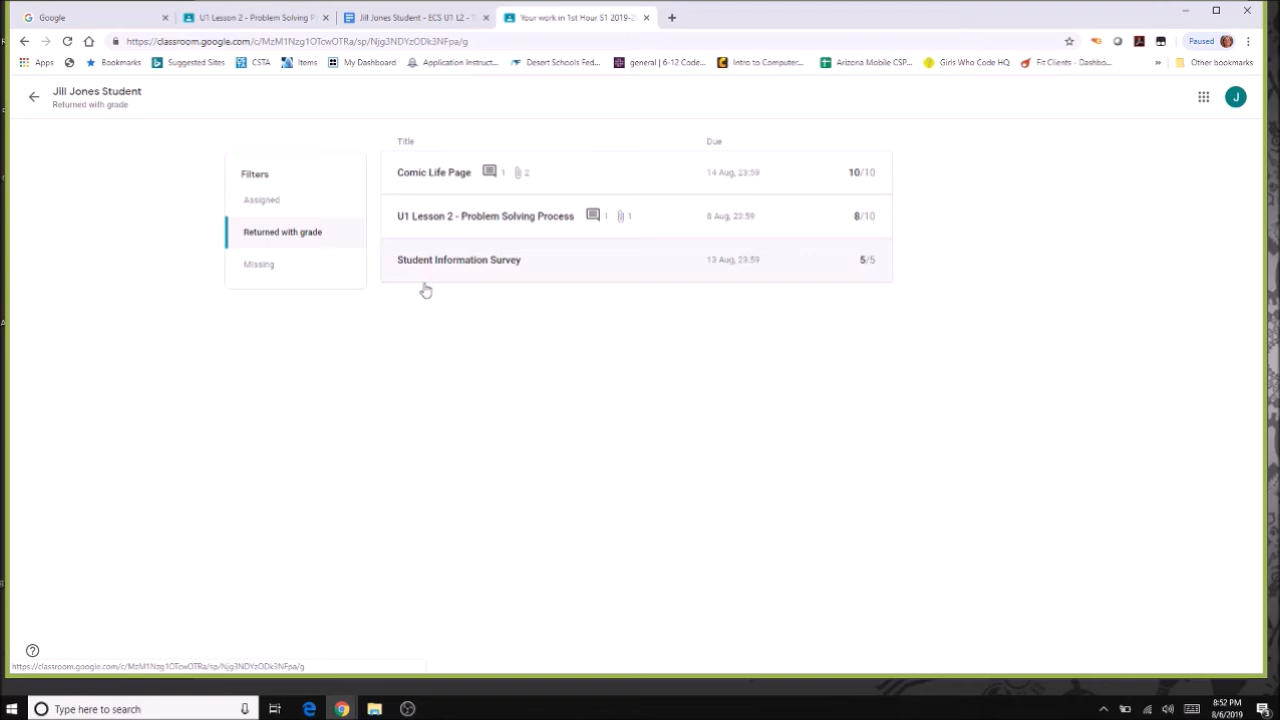 Google
U1 Lesson 2 - Problem Solving P
Jill Jones Student - ECS U1 L2 - T
Your work in 1st Hour S1 2019-2
https://classroom.google.com/c/MzM1Nzg1OTcwOTRa/sp/Njg3NDYzODk3NFpa/g
Paused
Apps
Bookmarks
Suggested Sites
CSTA
Items
My Dashboard
Application Instruct...
Desert Schools Fed...
general | 6-12 Code...
Intro to Computer...
Arizona Mobile CSP...
Girls Who Code HQ
Fit Clients - Dashbo...
»
Other bookmarks
Jill Jones Student
Returned with grade
J
Title
Due
Filters
Assigned
Returned with grade
Missing
Comic Life Page 1 2 14 Aug, 23:59 10/10
U1 Lesson 2 - Problem Solving Process 1 1 8 Aug, 23:59 8/10
Student Information Survey 13 Aug, 23:59 5/5
https://classroom.google.com/c/MzM1Nzg1OTcwOTRa/sp/Njg3NDYzODk3NFpa/g
Type here to search
8:52 PM
8/6/2019